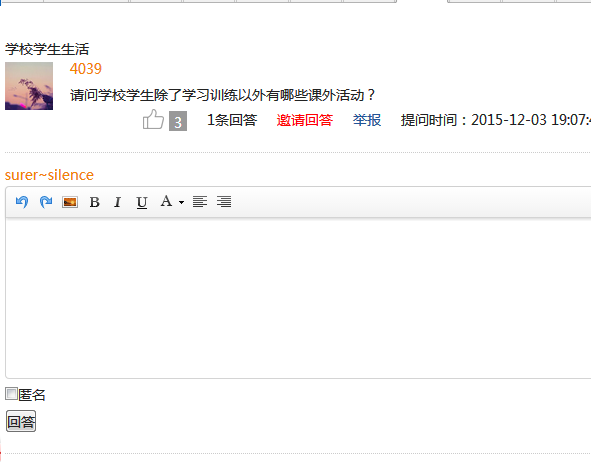 学校学生生活
4039
请问学校学生除了学习训练以外有哪些课外活动？
3 1条回答 邀请回答 举报 提问时间：2015-12-03 19:07:4
surer~silence
B I U A
匿名
回答